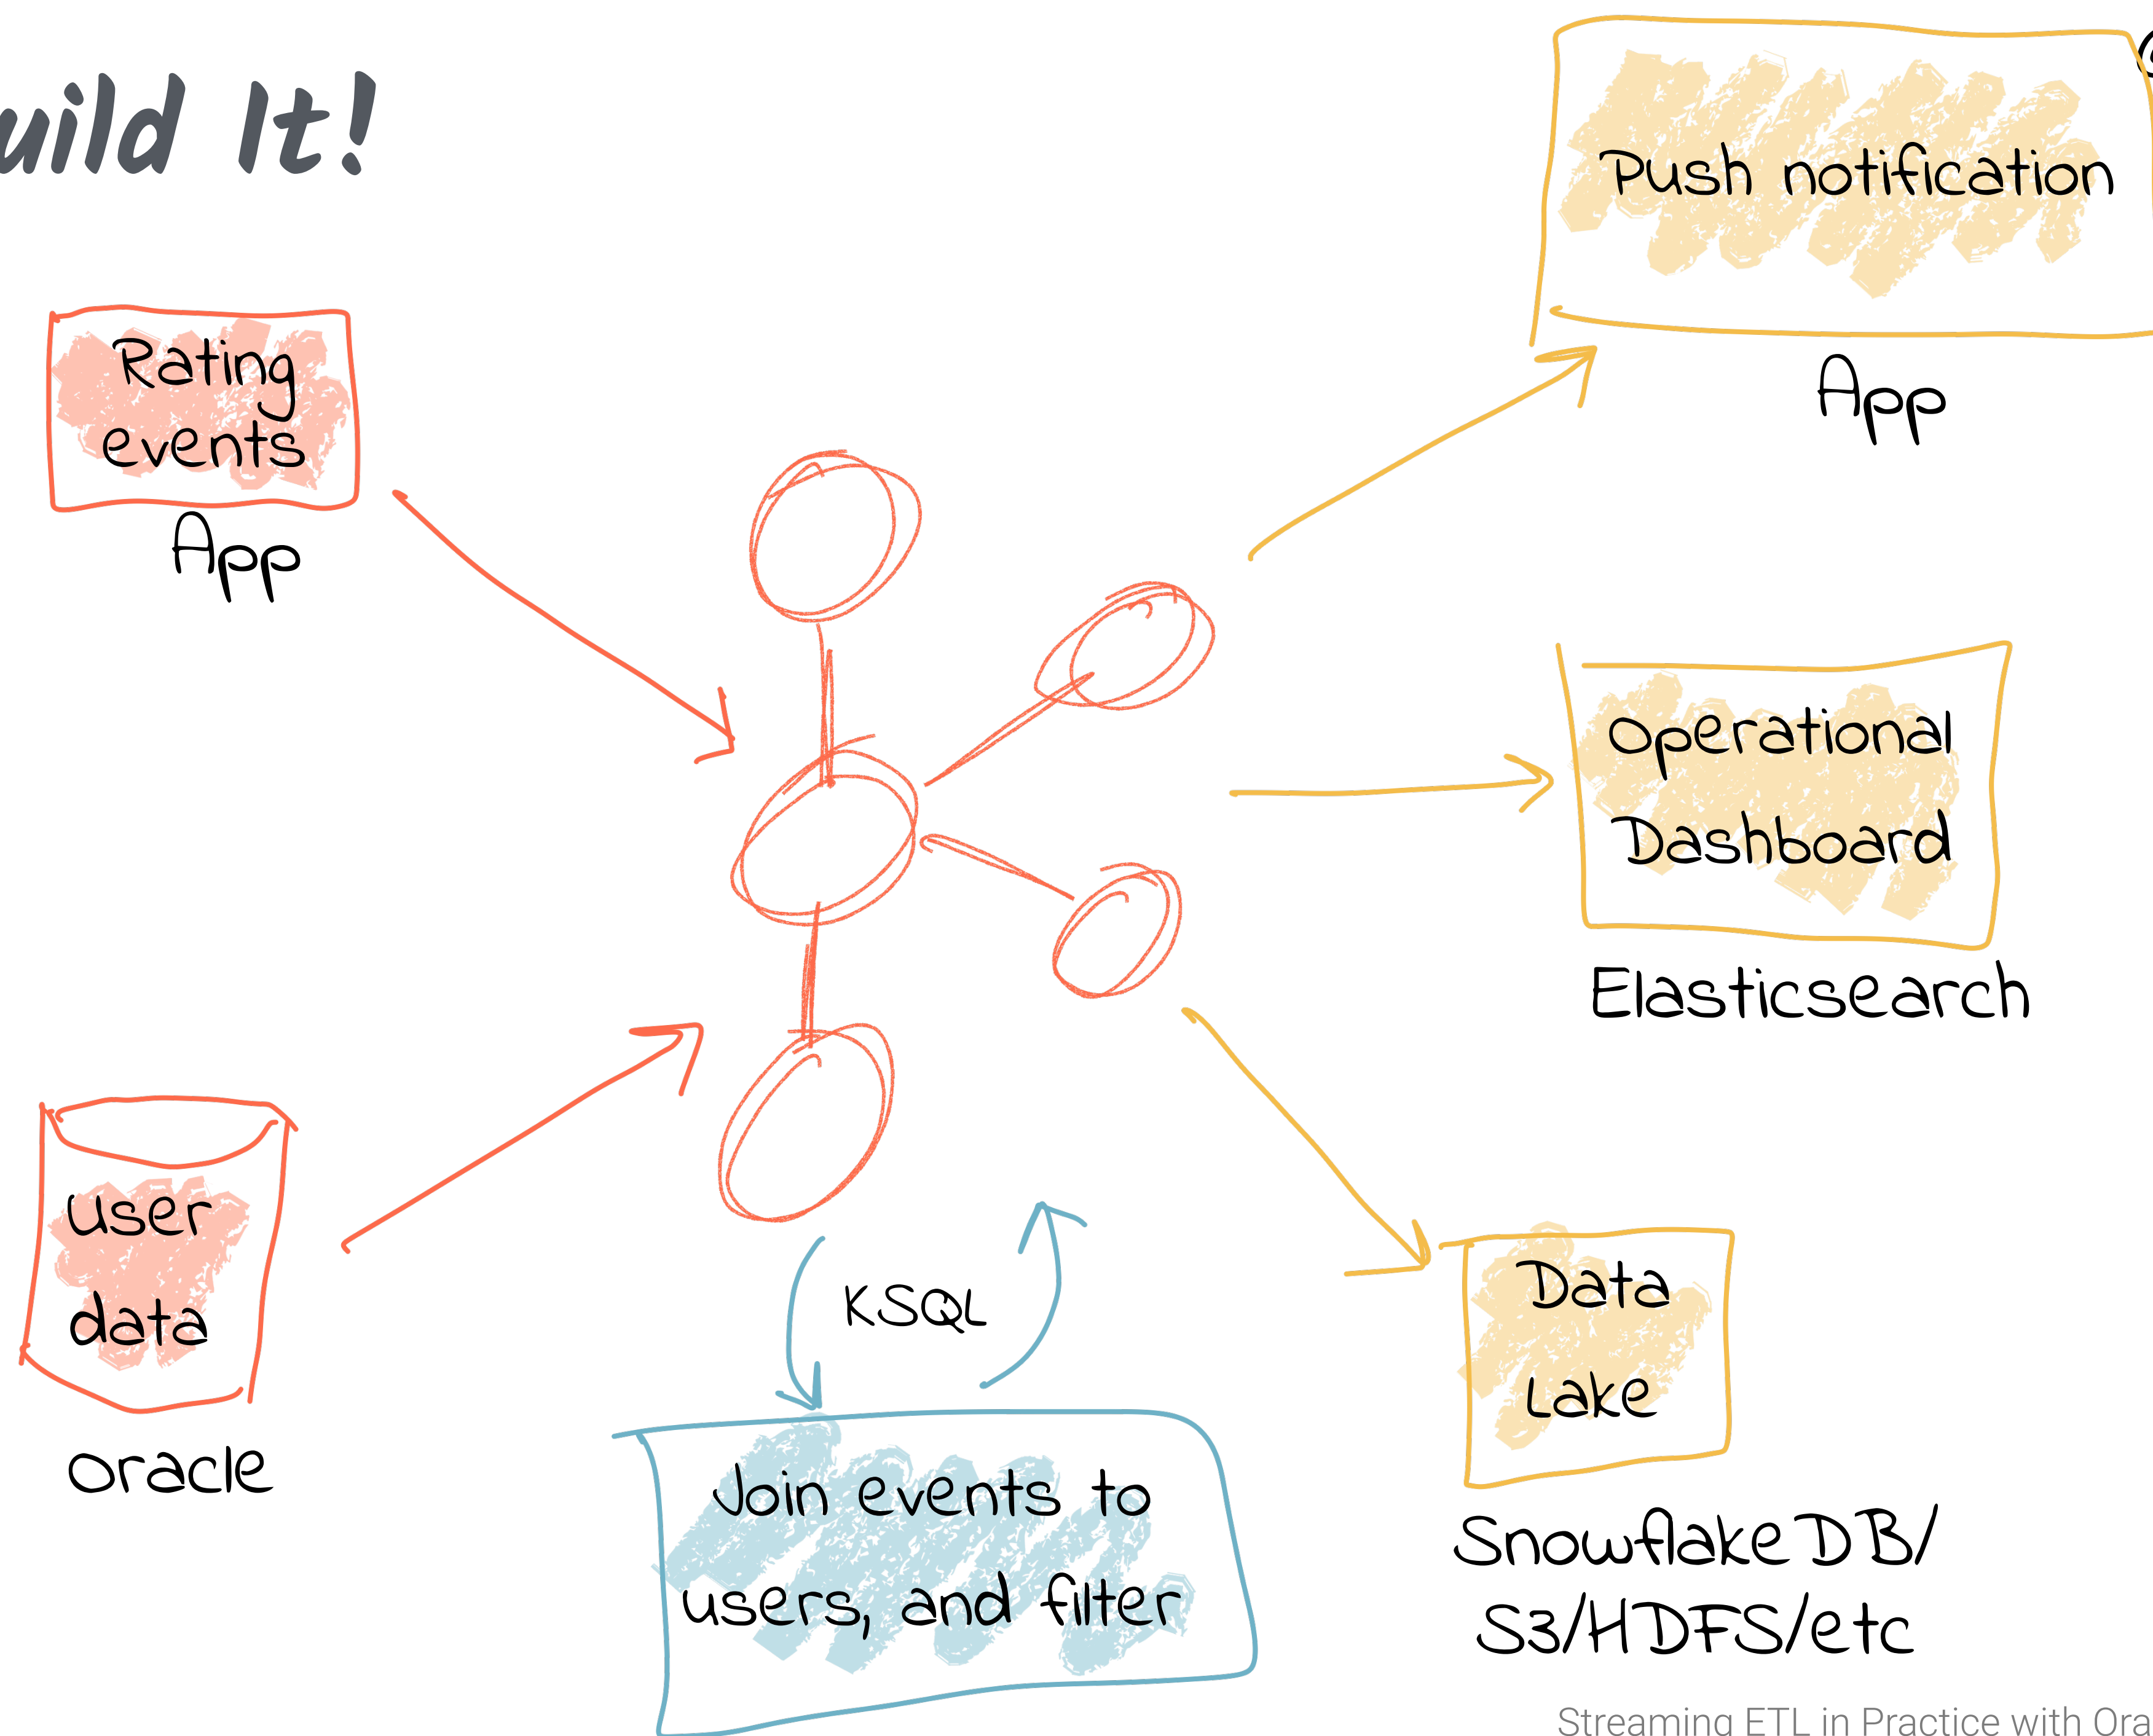 uild It!
Push notification
App
Rating
events
App
Operational
Dashboard
Elasticsearch
user
data
oracle
KSQL
Join events to
users, and filter
Data
Lake
SnowflakeDB/
S3/HDFS/etc
Streaming ETL in Practice with Ora